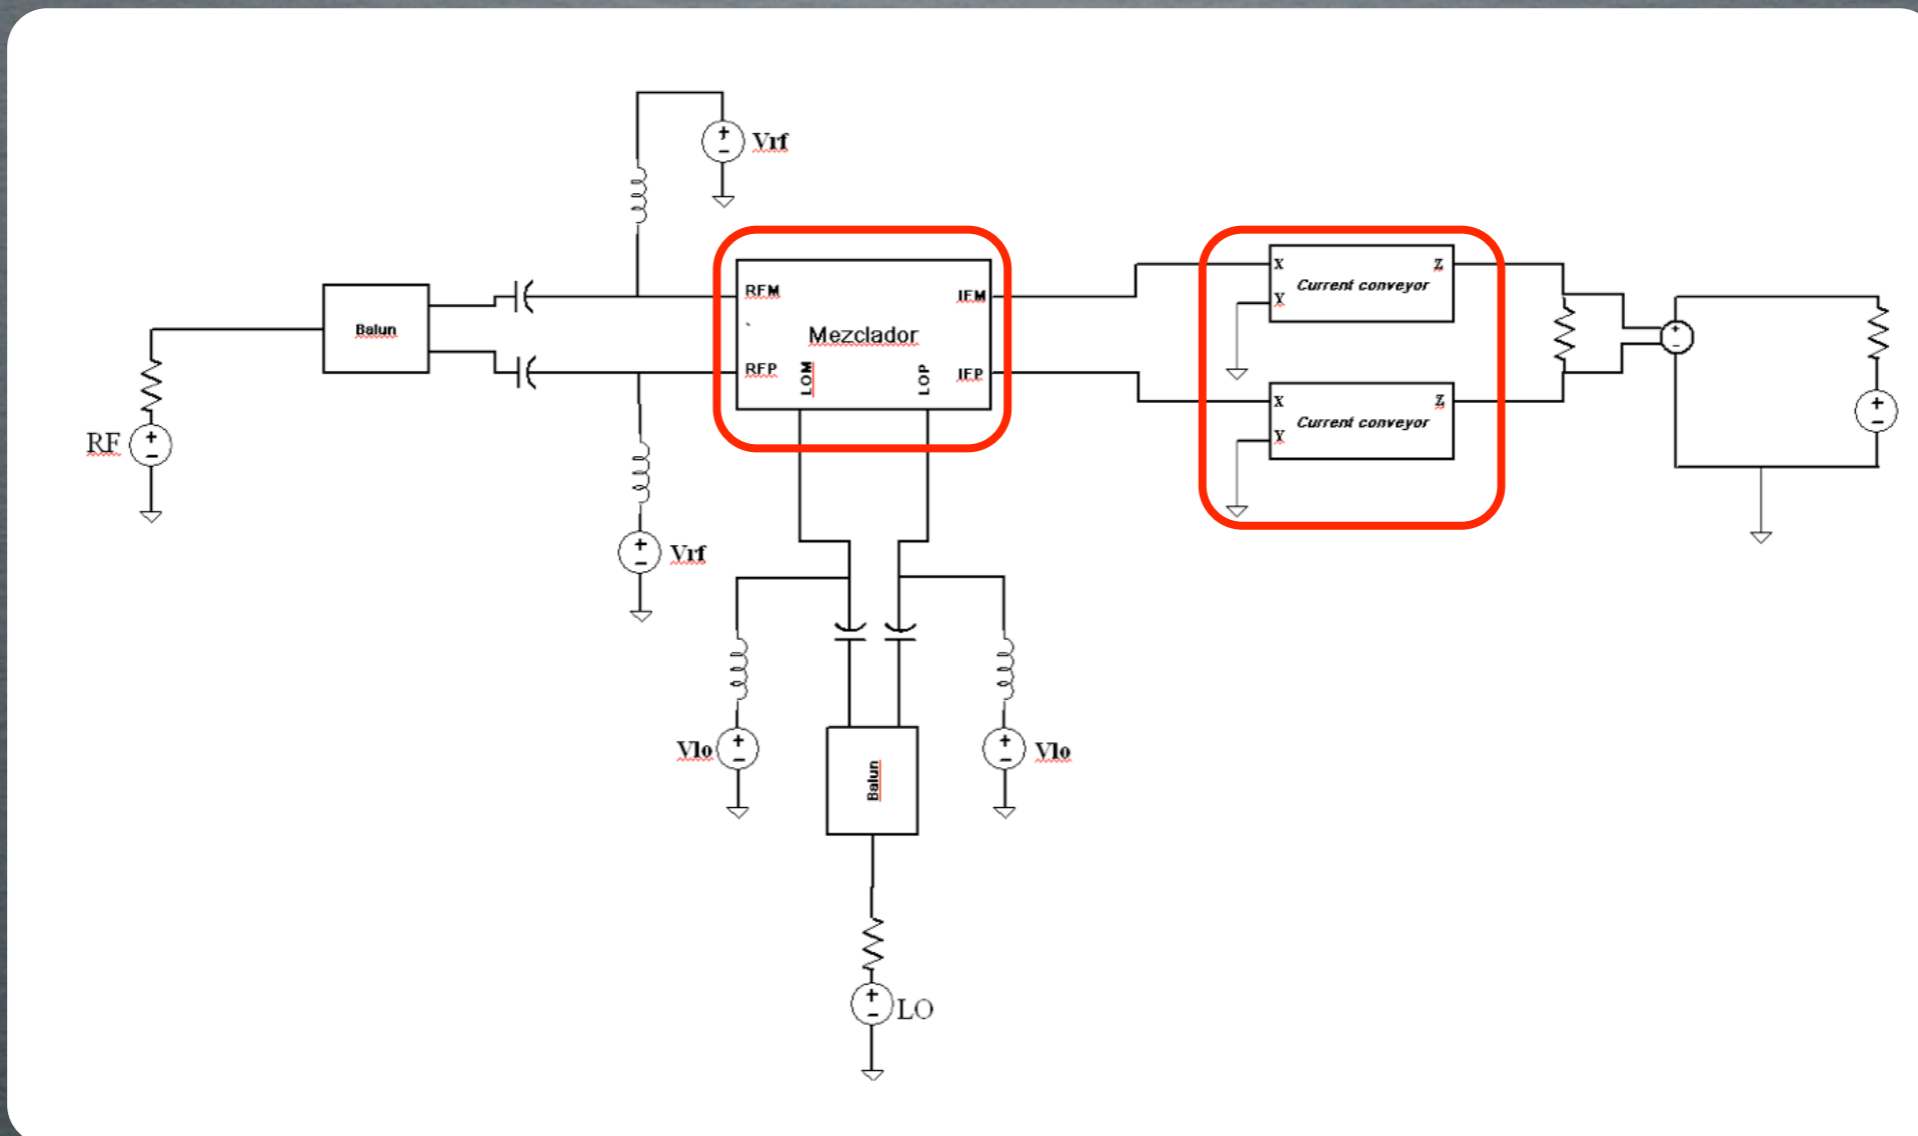 Vrf
RFM
IFM
Mezclador
RFP
LOM
LOP
IFP
Balun
X
Z
Current conveyor
Y
X
Z
Current conveyor
Y
RF
Vrf
Vlo
Vlo
Balun
LO